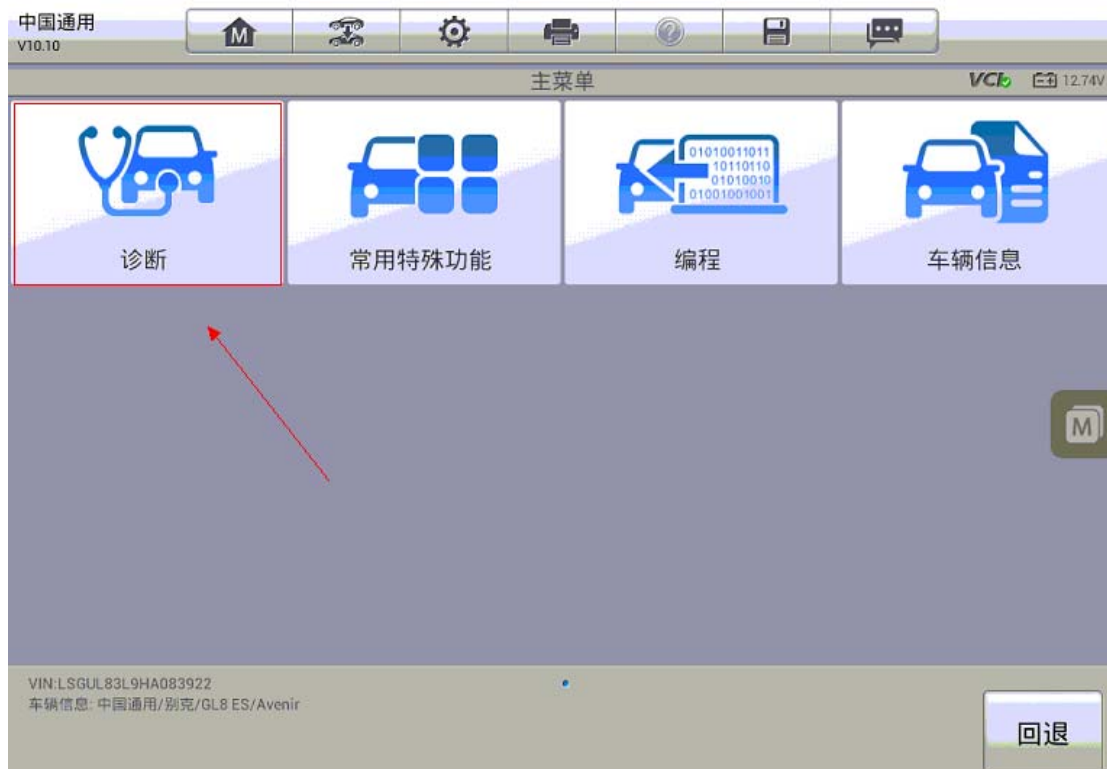 中国通用
V10.10
M
主菜单
VCI
12.74V
01010011011
10110110
01010010
01001001001
诊断
常用特殊功能
编程
车辆信息
M
VIN:LSGUL83L9HA083922
车辆信息: 中国通用/别克/GL8 ES/Avenir
回退